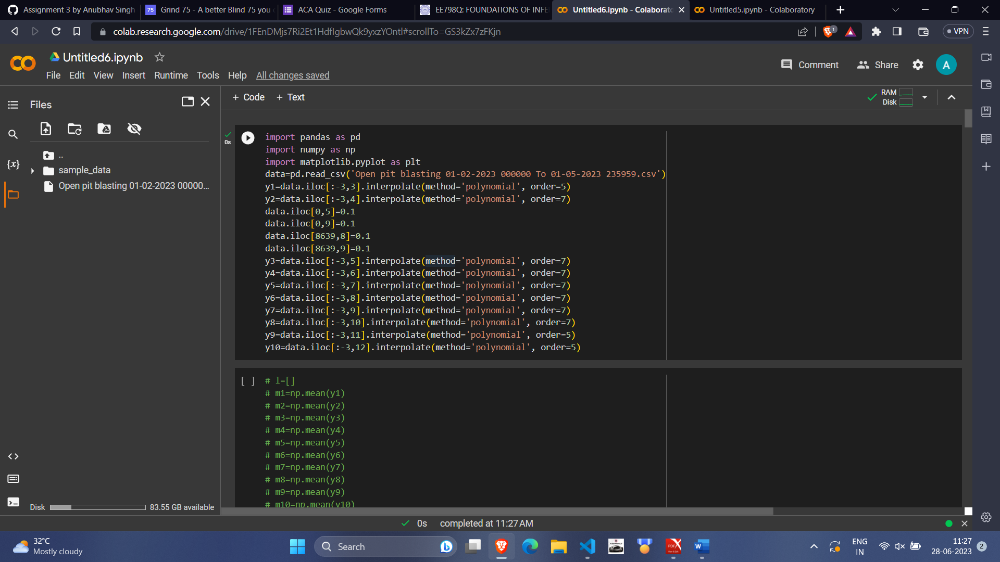 Assignment 3 by Anubhav Singh
75 Grind 75 - A better Blind 75 you
ACA Quiz - Google Forms
EE798Q: FOUNDATIONS OF INFE
Untitled6.ipynb - Colaborato
Untitled5.ipynb - Colaboratory
colab.research.google.com/drive/1FEnDMjs7Ri2Et1HdfIgbwQk9yxzYOntl#scrollTo=GS3kZx7zFKjn
1
VPN
Untitled6.ipynb
File Edit View Insert Runtime Tools Help All changes saved
Comment Share A
Files
+ Code + Text
RAM
Disk
..
sample_data
Open pit blasting 01-02-2023 00000...
{x}
0s
import pandas as pd
import numpy as np
import matplotlib.pyplot as plt
data=pd.read_csv('Open pit blasting 01-02-2023 000000 To 01-05-2023 235959.csv')
y1=data.iloc[:-3,3].interpolate(method='polynomial', order=5)
y2=data.iloc[:-3,4].interpolate(method='polynomial', order=7)
data.iloc[0,5]=0.1
data.iloc[0,9]=0.1
data.iloc[8639,8]=0.1
data.iloc[8639,9]=0.1
y3=data.iloc[:-3,5].interpolate(method='polynomial', order=7)
y4=data.iloc[:-3,6].interpolate(method='polynomial', order=7)
y5=data.iloc[:-3,7].interpolate(method='polynomial', order=7)
y6=data.iloc[:-3,8].interpolate(method='polynomial', order=7)
y7=data.iloc[:-3,9].interpolate(method='polynomial', order=7)
y8=data.iloc[:-3,10].interpolate(method='polynomial', order=7)
y9=data.iloc[:-3,11].interpolate(method='polynomial', order=5)
y10=data.iloc[:-3,12].interpolate(method='polynomial', order=5)
[ ] # l=[]
# m1=np.mean(y1)
# m2=np.mean(y2)
# m3=np.mean(y3)
# m4=np.mean(y4)
# m5=np.mean(y5)
# m6=np.mean(y6)
# m7=np.mean(y7)
# m8=np.mean(y8)
# m9=np.mean(y9)
# m10=np.mean(y10)
Disk 83.55 GB available
0s completed at 11:27 AM
32°C
Mostly cloudy
Search
ENG
IN
11:27
28-06-2023
2